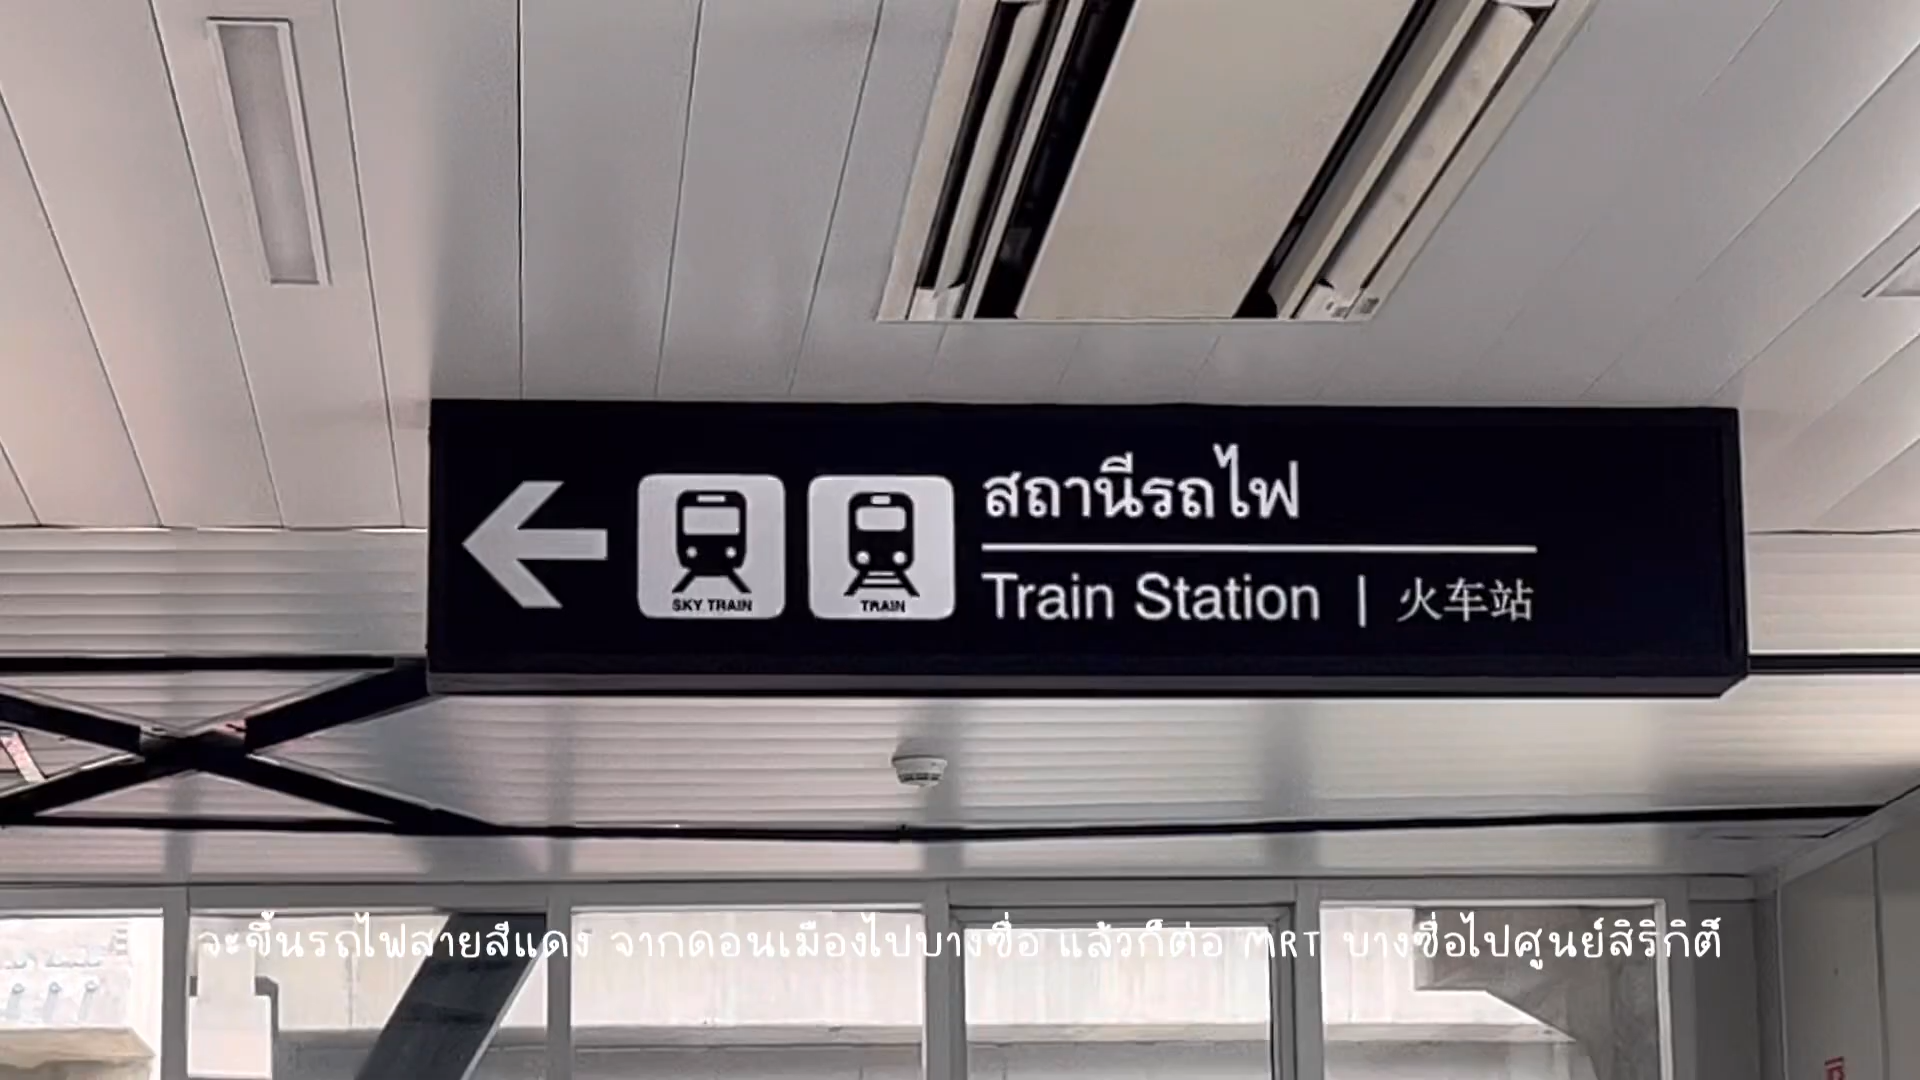 สถานีรถไฟ
Train Station | 火车站
SKY TRAIN
TRAIN
จะขึ้นรถไฟสายสีแดง จากดอนเมืองไปบางซื่อ แล้วก็ต่อ MRT บางซื่อไปศูนย์สิริกิตี